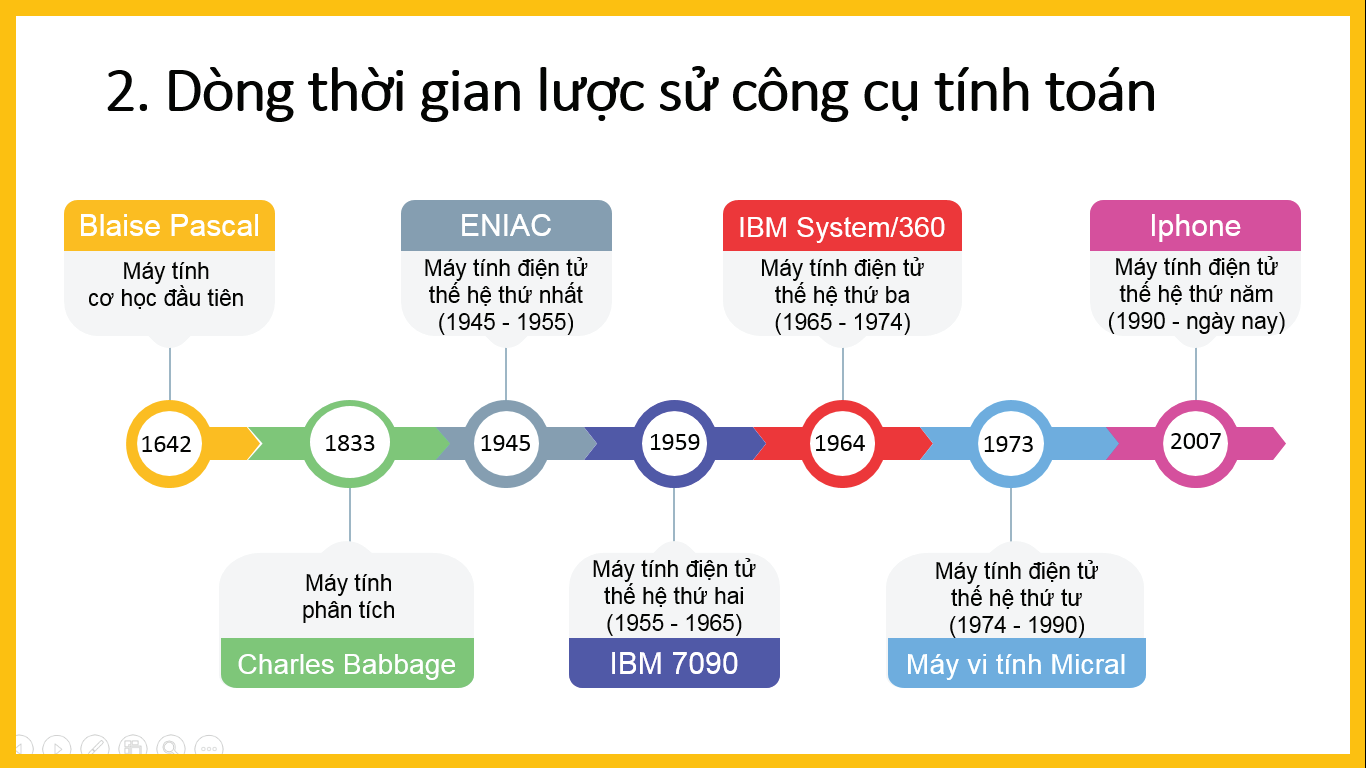 2. Dòng thời gian lược sử công cụ tính toán
Blaise Pascal
Máy tính
cơ học đầu tiên
ENIAC
Máy tính điện tử
thế hệ thứ nhất
(1945 - 1955)
IBM System/360
Máy tính điện tử
thế hệ thứ ba
(1965 - 1974)
Iphone
Máy tính điện tử
thế hệ thứ năm
(1990 - ngày nay)
1642
1833
1945
1959
1964
1973
2007
Máy tính
phân tích
Charles Babbage
Máy tính điện tử
thế hệ thứ hai
(1955 - 1965)
IBM 7090
Máy tính điện tử
thế hệ thứ tư
(1974 - 1990)
Máy vi tính Micral